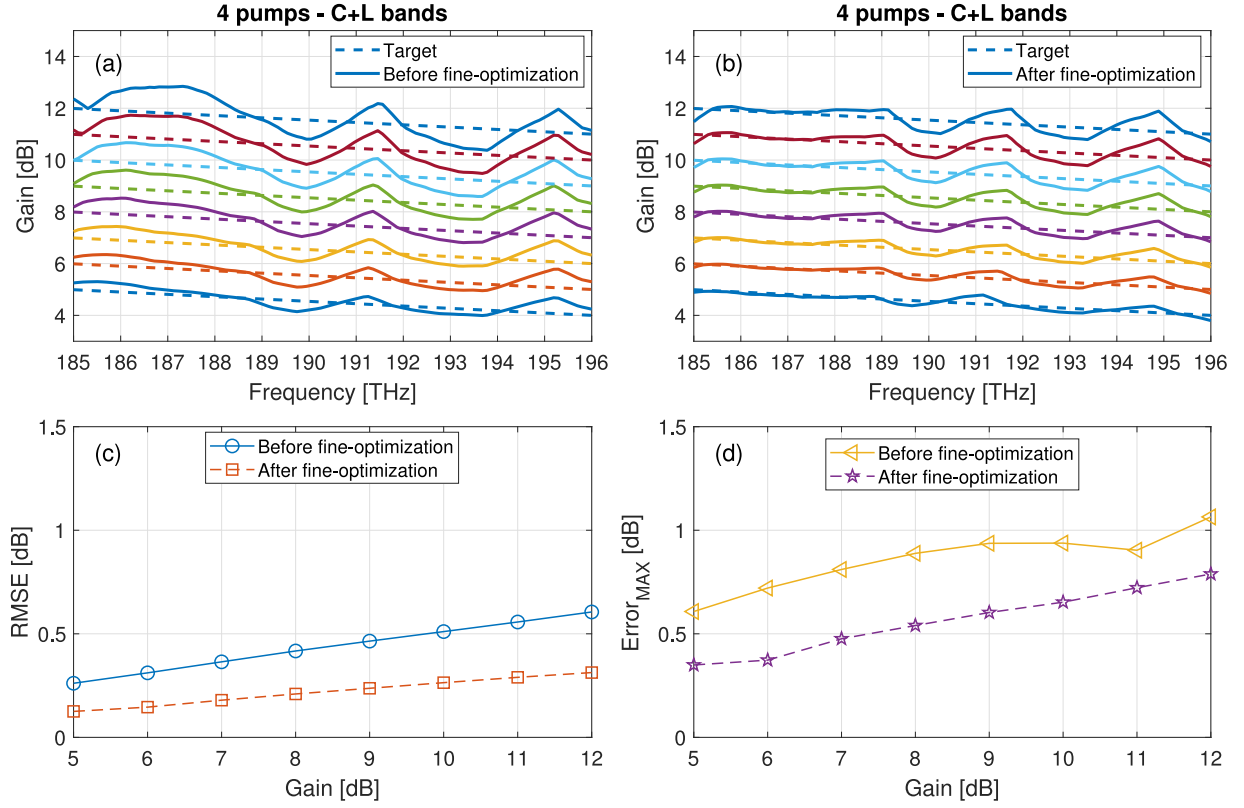 4 pumps - C+L bands
(a)
Target
Before fine-optimization
14
12
10
8
6
4
Gain [dB]
185 186 187 188 189 190 191 192 193 194 195 196
Frequency [THz]
4 pumps - C+L bands
(b)
Target
After fine-optimization
14
12
10
8
6
4
Gain [dB]
185 186 187 188 189 190 191 192 193 194 195 196
Frequency [THz]
(c)
Before fine-optimization
After fine-optimization
1.5
1
0.5
0
RMSE [dB]
5 6 7 8 9 10 11 12
Gain [dB]
(d)
Before fine-optimization
After fine-optimization
1.5
1
0.5
0
Error_MAX [dB]
5 6 7 8 9 10 11 12
Gain [dB]